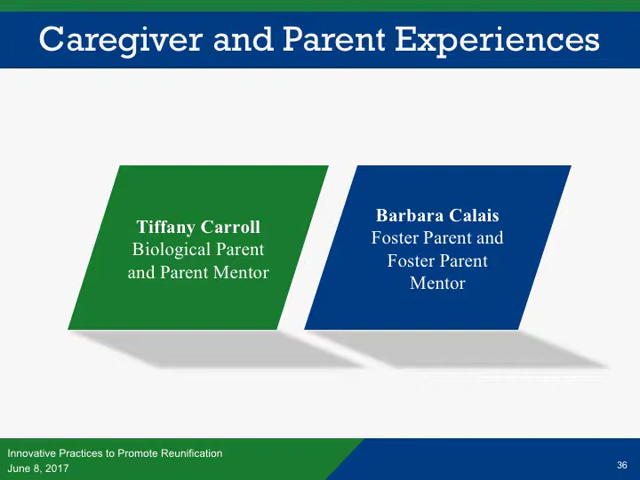 Caregiver and Parent Experiences
Tiffany Carroll
Biological Parent
and Parent Mentor
Barbara Calais
Foster Parent and
Foster Parent
Mentor
Innovative Practices to Promote Reunification
June 8, 2017
36